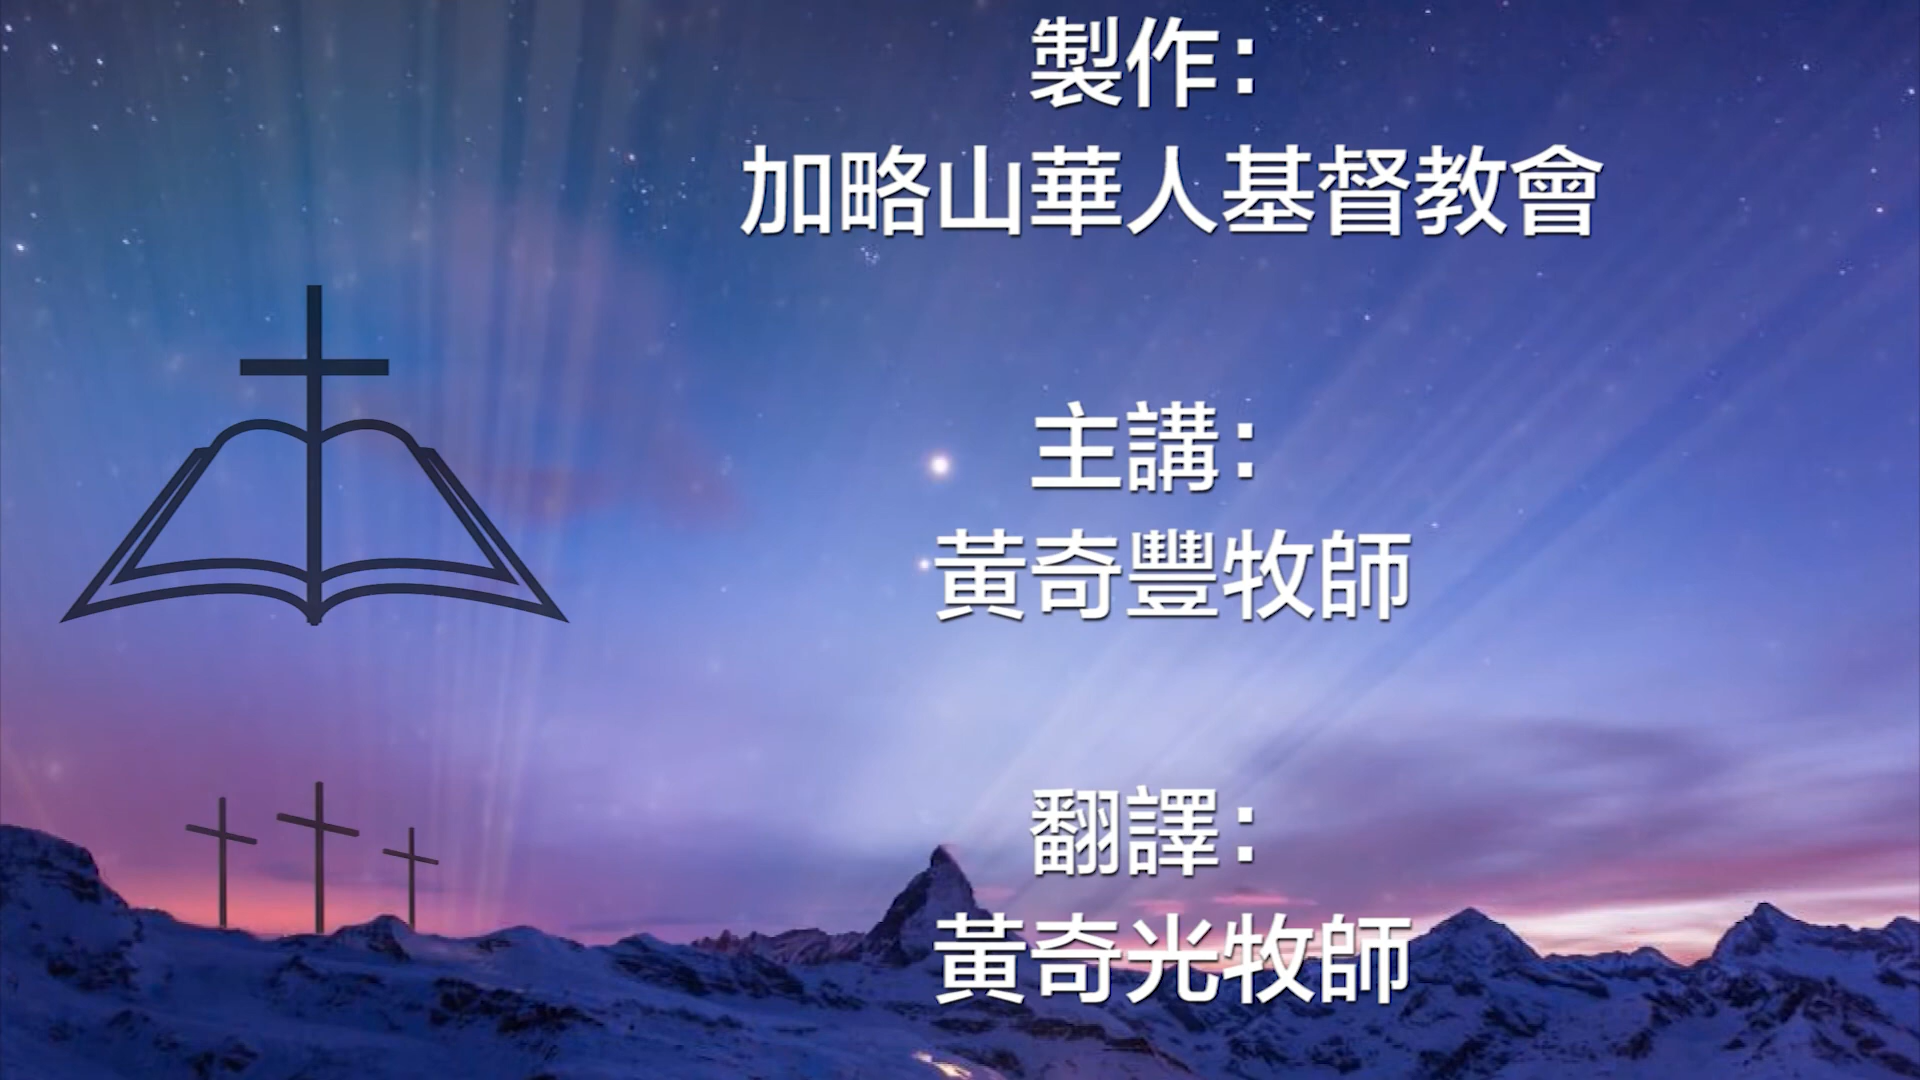 製作：
加略山華人基督教會
主講：
黃奇豐牧師
翻譯：
黃奇光牧師